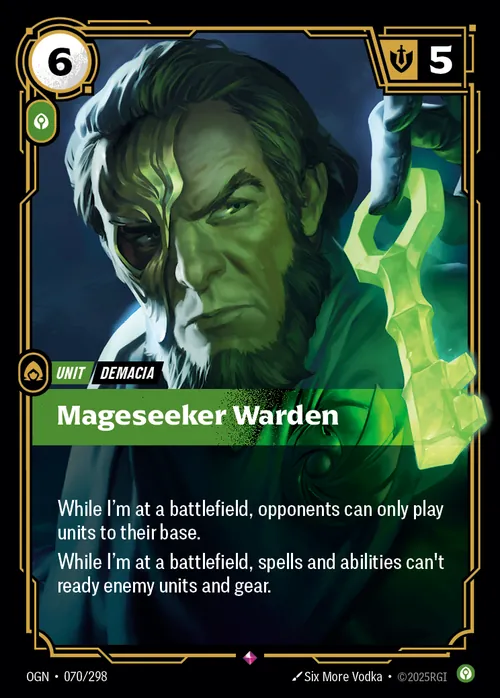 6
5
UNIT
DEMACIA
Mageseeker Warden
While I'm at a battlefield, opponents can only play
units to their base.
While I'm at a battlefield, spells and abilities can't
ready enemy units and gear.
OGN • 070/298
Six More Vodka • ©2025RGI